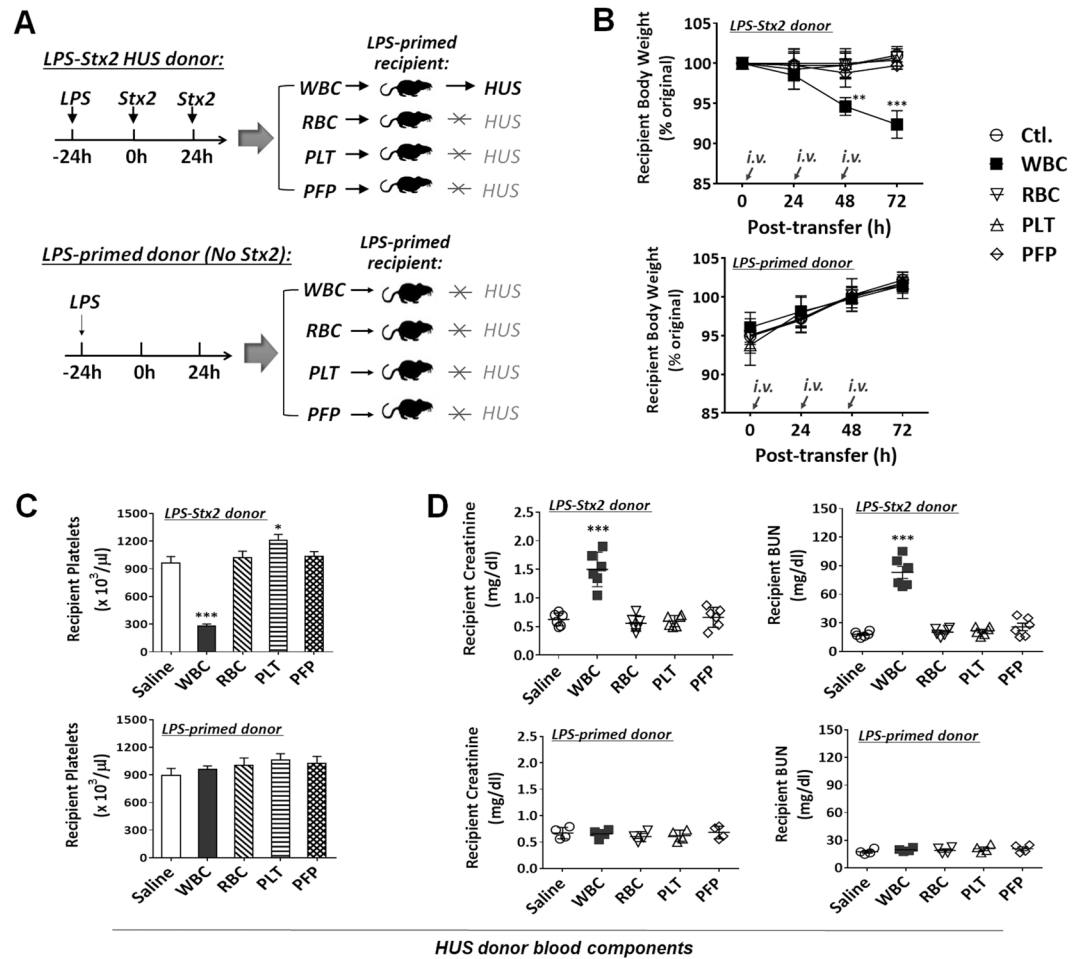 A
LPS-Stx2 HUS donor:
LPS Stx2 Stx2
-24h 0h 24h
LPS-primed
recipient:
WBC HUS
RBC HUS
PLT HUS
PFP HUS
LPS-primed donor (No Stx2):
LPS
-24h 0h 24h
LPS-primed
recipient:
WBC HUS
RBC HUS
PLT HUS
PFP HUS
B
LPS-Stx2 donor
Recipient Body Weight
(% original)
105
100
95
90
85
** ***
i.v. i.v. i.v.
0 24 48 72
Post-transfer (h)
Ctl.
WBC
RBC
PLT
PFP
LPS-primed donor
Recipient Body Weight
(% original)
105
100
95
90
85
i.v. i.v. i.v.
0 24 48 72
Post-transfer (h)
C
LPS-Stx2 donor
Recipient Platelets
(x 10³/µl)
1500
1200
900
600
300
0
*** *
Saline WBC RBC PLT PFP
LPS-primed donor
Recipient Platelets
(x 10³/µl)
1500
1200
900
600
300
0
Saline WBC RBC PLT PFP
D
LPS-Stx2 donor
Recipient Creatinine
(mg/dl)
2.5
2.0
1.5
1.0
0.5
0.0
***
Saline WBC RBC PLT PFP
LPS-Stx2 donor
Recipient BUN
(mg/dl)
150
120
90
60
30
0
***
Saline WBC RBC PLT PFP
LPS-primed donor
Recipient Creatinine
(mg/dl)
2.5
2.0
1.5
1.0
0.5
0.0
Saline WBC RBC PLT PFP
LPS-primed donor
Recipient BUN
(mg/dl)
150
120
90
60
30
0
Saline WBC RBC PLT PFP
HUS donor blood components